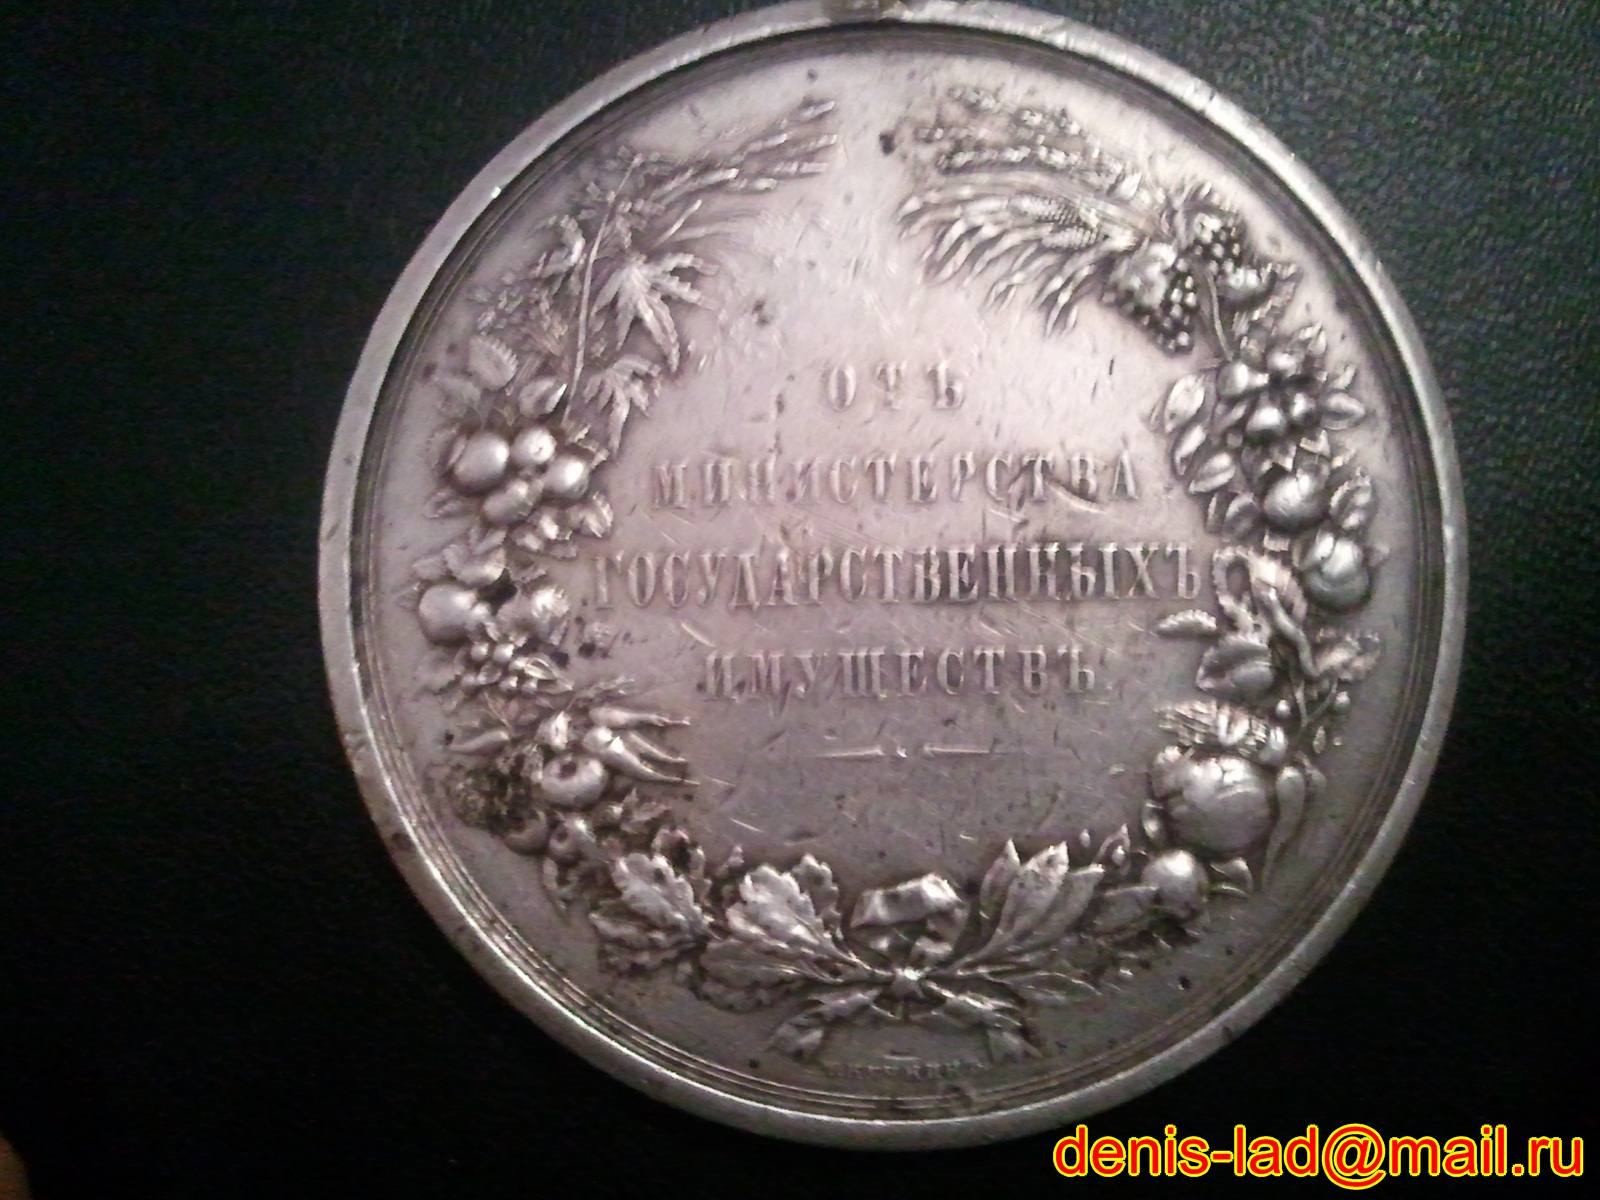 ОТЪ
МИНИСТЕРСТВА
ГОСУДАРСТВЕННЫХЪ
ИМУЩЕСТВЪ
denis-lad@mail.ru